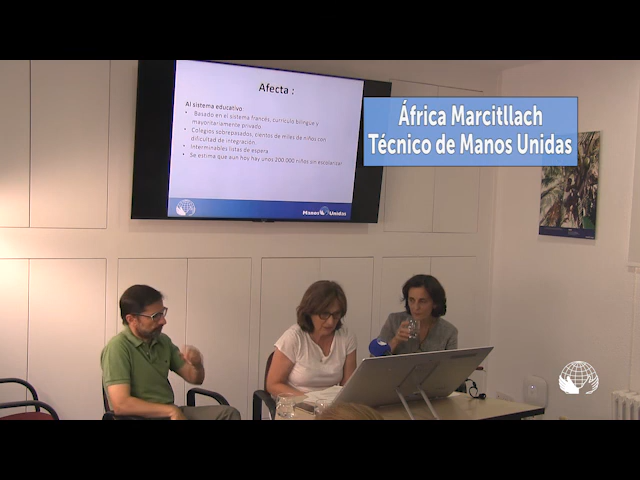 Afecta :
Al sistema educativo
• Basado en el sistema francés, currículo bilingüe y
mayoritariamente privado
• Colegios sobrepasados, cientos de miles de niños con
dificultad de integración.
• Interminables listas de espera
• Se estima que aun hoy hay unos 200.000 niños sin escolarizar
Manos Unidas
África Marcitllach
Técnico de Manos Unidas